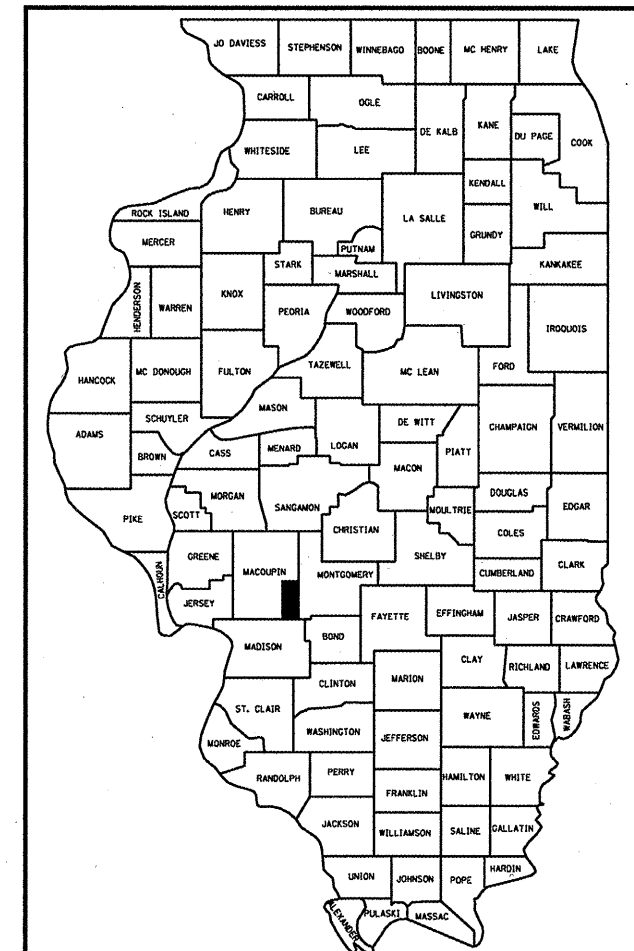 JO DAVIESS STEPHENSON WINNEBAGO BOONE MC HENRY LAKE
CARROLL OGLE DE KALB KANE DU PAGE COOK
WHITESIDE LEE
KENDALL WILL
ROCK ISLAND HENRY BUREAU LA SALLE GRUNDY
MERCER PUTNAM KANKAKEE
STARK MARSHALL
HENDERSON WARREN KNOX PEORIA WOODFORD LIVINGSTON IROQUOIS
HANCOCK MC DONOUGH FULTON TAZEWELL MC LEAN FORD
SCHUYLER MASON DE WITT CHAMPAIGN VERMILION
ADAMS BROWN CASS MENARD LOGAN MACON PIATT
PIKE SCOTT MORGAN SANGAMON CHRISTIAN MOULTRIE DOUGLAS EDGAR
COLES
CALHOUN GREENE MACOUPIN MONTGOMERY SHELBY CUMBERLAND CLARK
JERSEY FAYETTE EFFINGHAM JASPER CRAWFORD
MADISON BOND
CLAY RICHLAND LAWRENCE
CLINTON MARION
ST. CLAIR WAYNE EDWARDS WABASH
MONROE WASHINGTON JEFFERSON
RANDOLPH PERRY HAMILTON WHITE
FRANKLIN
JACKSON WILLIAMSON SALINE GALLATIN
UNION JOHNSON POPE HARDIN
ALEXANDER PULASKI MASSAC